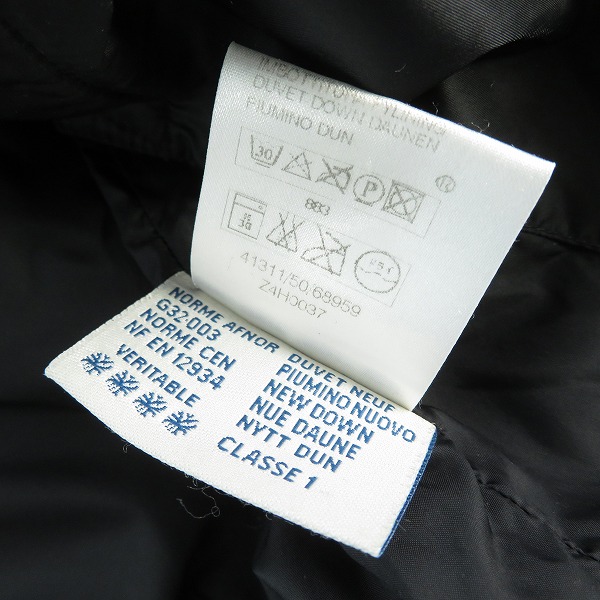 DUVET DOWN DAUNEN
PIUMINO DUN
30 P
R
883
30
41311/50/68959
Z4H0037
NORME AFNOR
G32-003
NORME CEN
NF EN 12934
VERITABLE
DUVET NEUF
PIUMINO NUOVO
NEW DOWN
NUE DAUNE
NYTT DUN
CLASSE 1